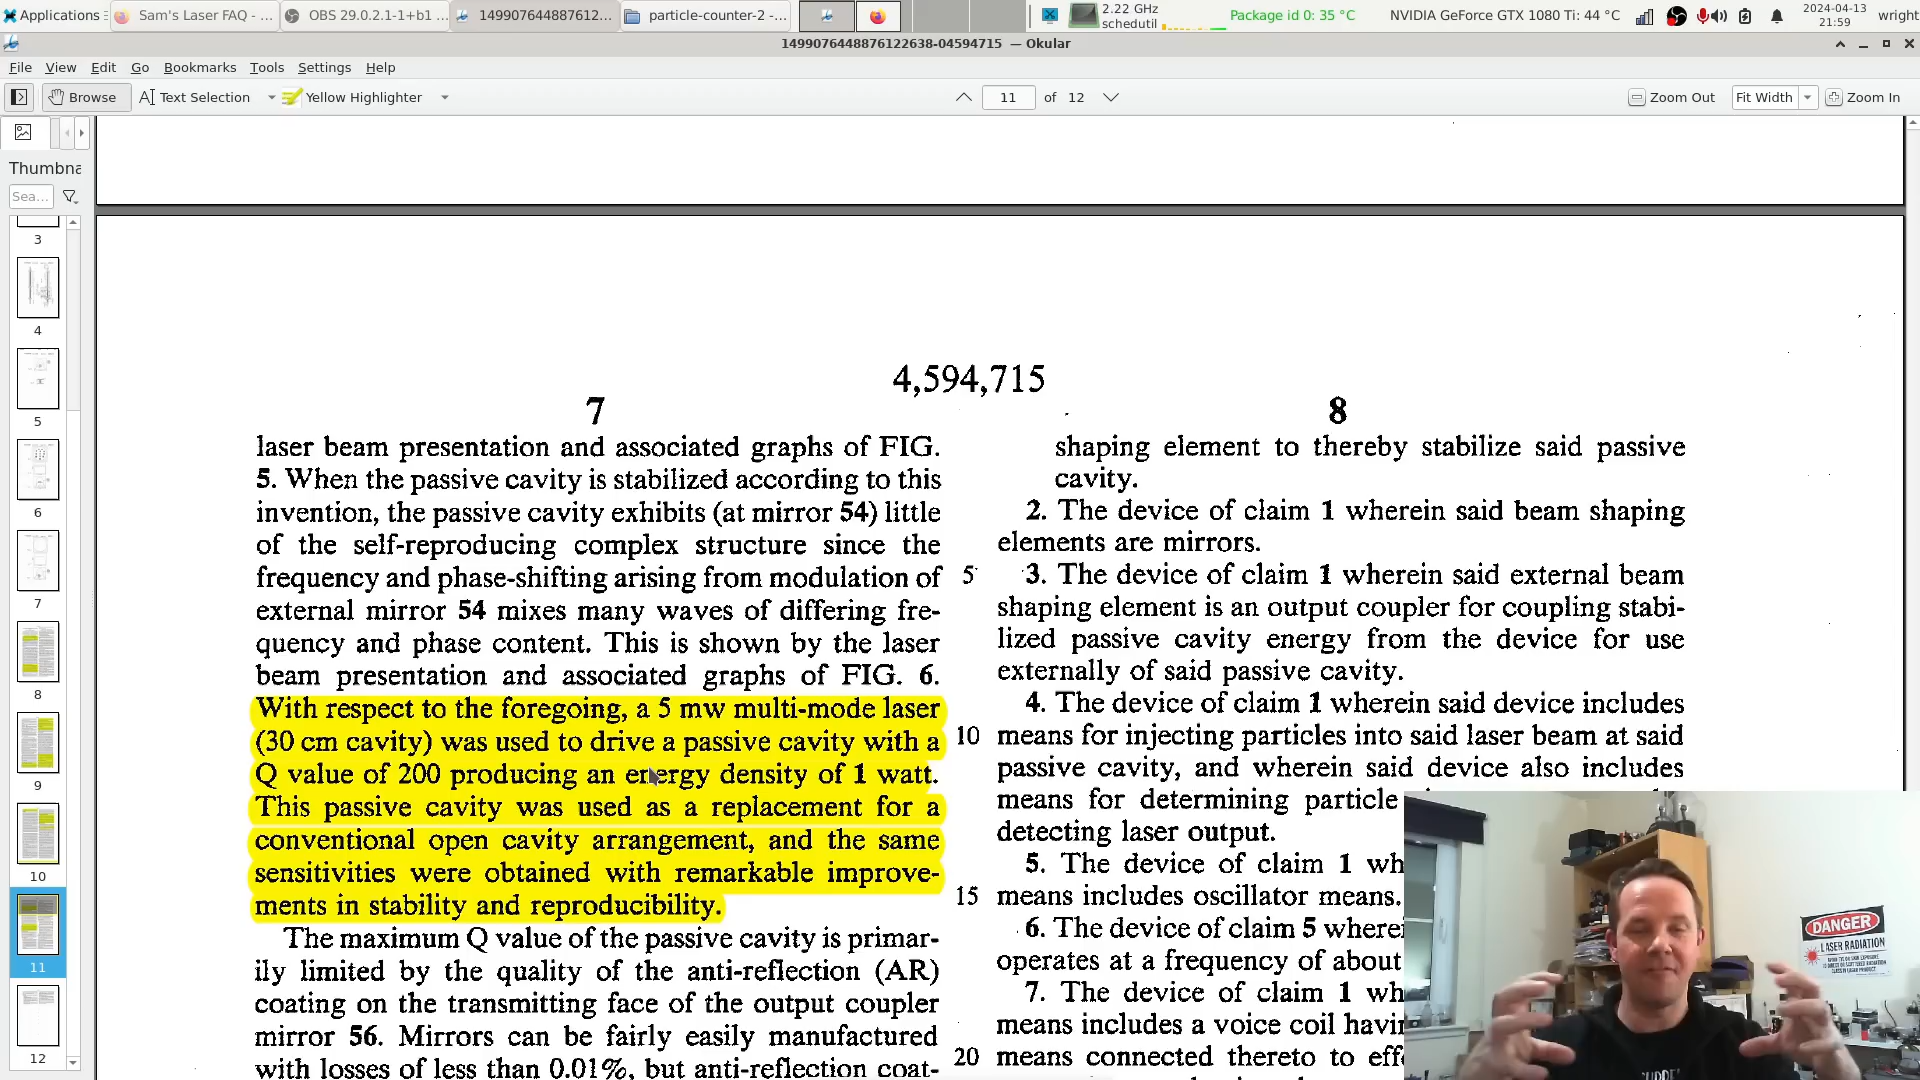 Applications
Sam's Laser FAQ - ...
OBS 29.0.2.1-1+b1 ...
149907644887612...
particle-counter-2 -...
2.22 GHz
schedutil
Package id 0: 35 °C
NVIDIA GeForce GTX 1080 Ti: 44 °C
2024-04-13
21:59
wright
1499076448876122638-04594715 — Okular
File View Edit Go Bookmarks Tools Settings Help
Browse
Text Selection
Yellow Highlighter
11 of 12
Zoom Out
Fit Width
Zoom In
Thumbna
Sea...
3
4
5
6
7
8
9
10
11
12
4,594,715
7
laser beam presentation and associated graphs of FIG.
5. When the passive cavity is stabilized according to this
invention, the passive cavity exhibits (at mirror 54) little
of the self-reproducing complex structure since the
frequency and phase-shifting arising from modulation of
external mirror 54 mixes many waves of differing fre-
quency and phase content. This is shown by the laser
beam presentation and associated graphs of FIG. 6.
With respect to the foregoing, a 5 mw multi-mode laser
(30 cm cavity) was used to drive a passive cavity with a
Q value of 200 producing an energy density of 1 watt.
This passive cavity was used as a replacement for a
conventional open cavity arrangement, and the same
sensitivities were obtained with remarkable improve-
ments in stability and reproducibility.
The maximum Q value of the passive cavity is primar-
ily limited by the quality of the anti-reflection (AR)
coating on the transmitting face of the output coupler
mirror 56. Mirrors can be fairly easily manufactured
with losses of less than 0.01%, but anti-reflection coat-
5
10
15
20
8
shaping element to thereby stabilize said passive
cavity.
2. The device of claim 1 wherein said beam shaping
elements are mirrors.
3. The device of claim 1 wherein said external beam
shaping element is an output coupler for coupling stabi-
lized passive cavity energy from the device for use
externally of said passive cavity.
4. The device of claim 1 wherein said device includes
means for injecting particles into said laser beam at said
passive cavity, and wherein said device also includes
means for determining particle
detecting laser output.
5. The device of claim 1 wh
means includes oscillator means.
6. The device of claim 5 where
operates at a frequency of about
7. The device of claim 1 wh
means includes a voice coil havi
means connected thereto to eff
DANGER
LASER RADIATION